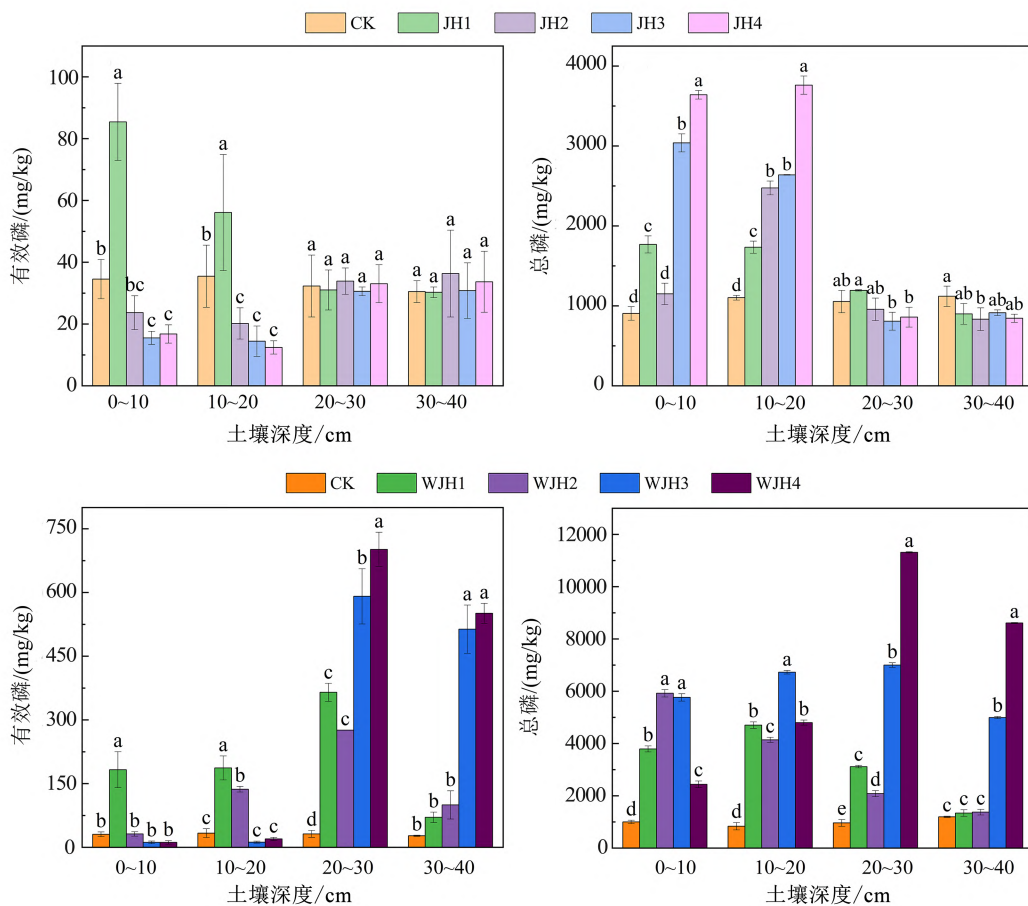 CK JH1 JH2 JH3 JH4
有效磷/(mg/kg)
100
80
60
40
20
0
a
b
bc
c
c
b
a
c
c
c
a
a
a
a
a
a
a
a
a
a
0~10 10~20 20~30 30~40
土壤深度/cm
总磷/(mg/kg)
4000
3000
2000
1000
0
d
c
d
b
a
d
c
b
b
a
ab
a
ab
b
b
a
ab
b
ab
ab
0~10 10~20 20~30 30~40
土壤深度/cm
CK WJH1 WJH2 WJH3 WJH4
有效磷/(mg/kg)
750
600
450
300
150
0
b
a
b
b
b
c
a
b
c
c
d
c
c
b
a
b
b
b
a
a
0~10 10~20 20~30 30~40
土壤深度/cm
总磷/(mg/kg)
12000
10000
8000
6000
4000
2000
0
d
b
a
a
c
d
b
c
a
b
e
c
d
b
a
c
c
c
b
a
0~10 10~20 20~30 30~40
土壤深度/cm